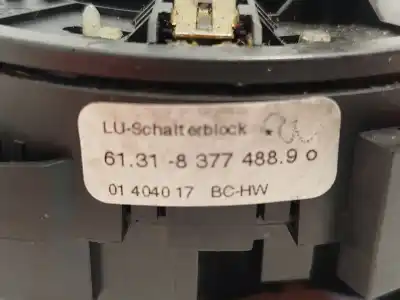 LU-Schalterblock
61.31 -8 377 488.9 o
01 404017 BC-HW